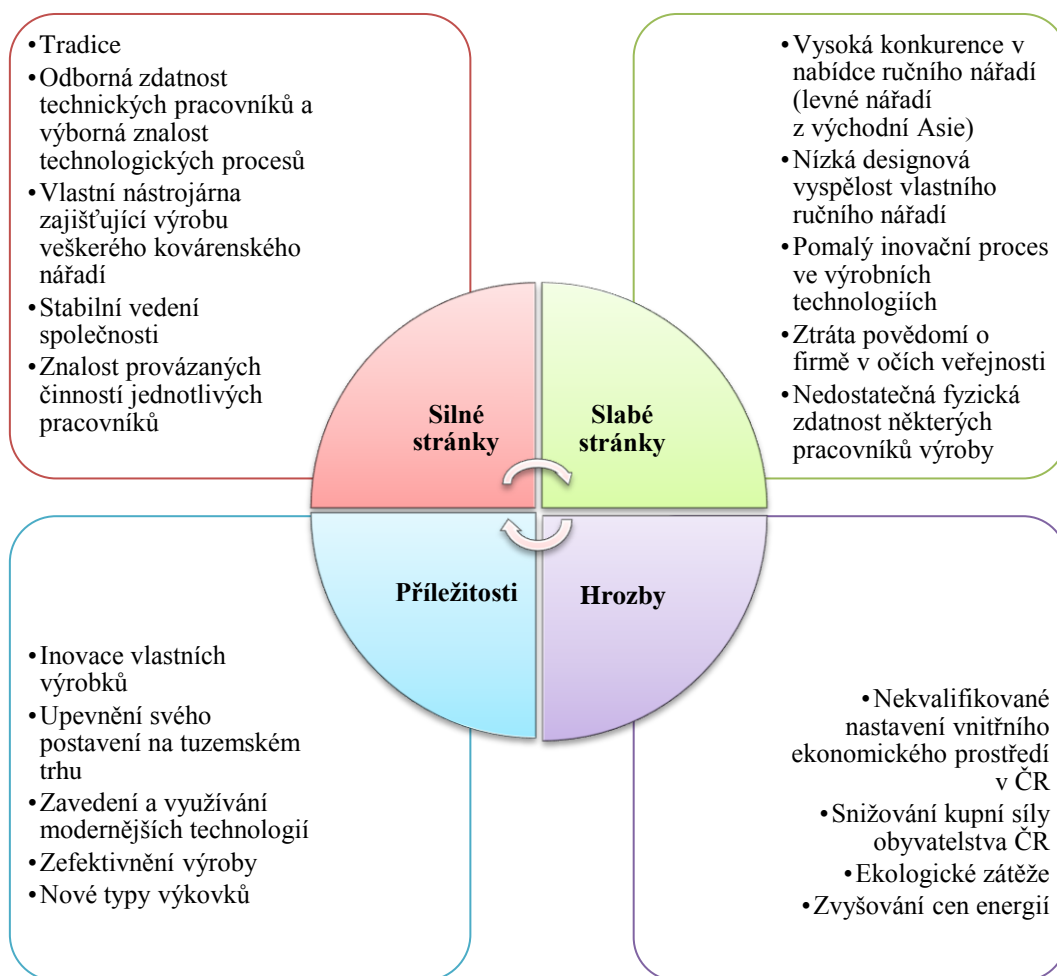 •Tradice
•Odborná zdatnost
technických pracovníků a
výborná znalost
technologických procesů
•Vlastní nástrojárna
zajišťující výrobu
veškerého kovárenského
nářadí
•Stabilní vedení
společnosti
•Znalost provázaných
činností jednotlivých
pracovníků
•Vysoká konkurence v
nabídce ručního nářadí
(levné nářadí
z východní Asie)
•Nízká designová
vyspělost vlastního
ručního nářadí
•Pomalý inovační proces
ve výrobních
technologiích
•Ztráta povědomí o
firmě v očích veřejnosti
•Nedostatečná fyzická
zdatnost některých
pracovníků výroby
Silné
stránky
Slabé
stránky
Příležitosti
Hrozby
•Inovace vlastních
výrobků
•Upevnění svého
postavení na tuzemském
trhu
•Zavedení a využívání
modernějších technologií
•Zefektivnění výroby
•Nové typy výkovků
•Nekvalifikované
nastavení vnitřního
ekonomického prostředí
v ČR
•Snižování kupní síly
obyvatelstva ČR
•Ekologické zátěže
•Zvyšování cen energií